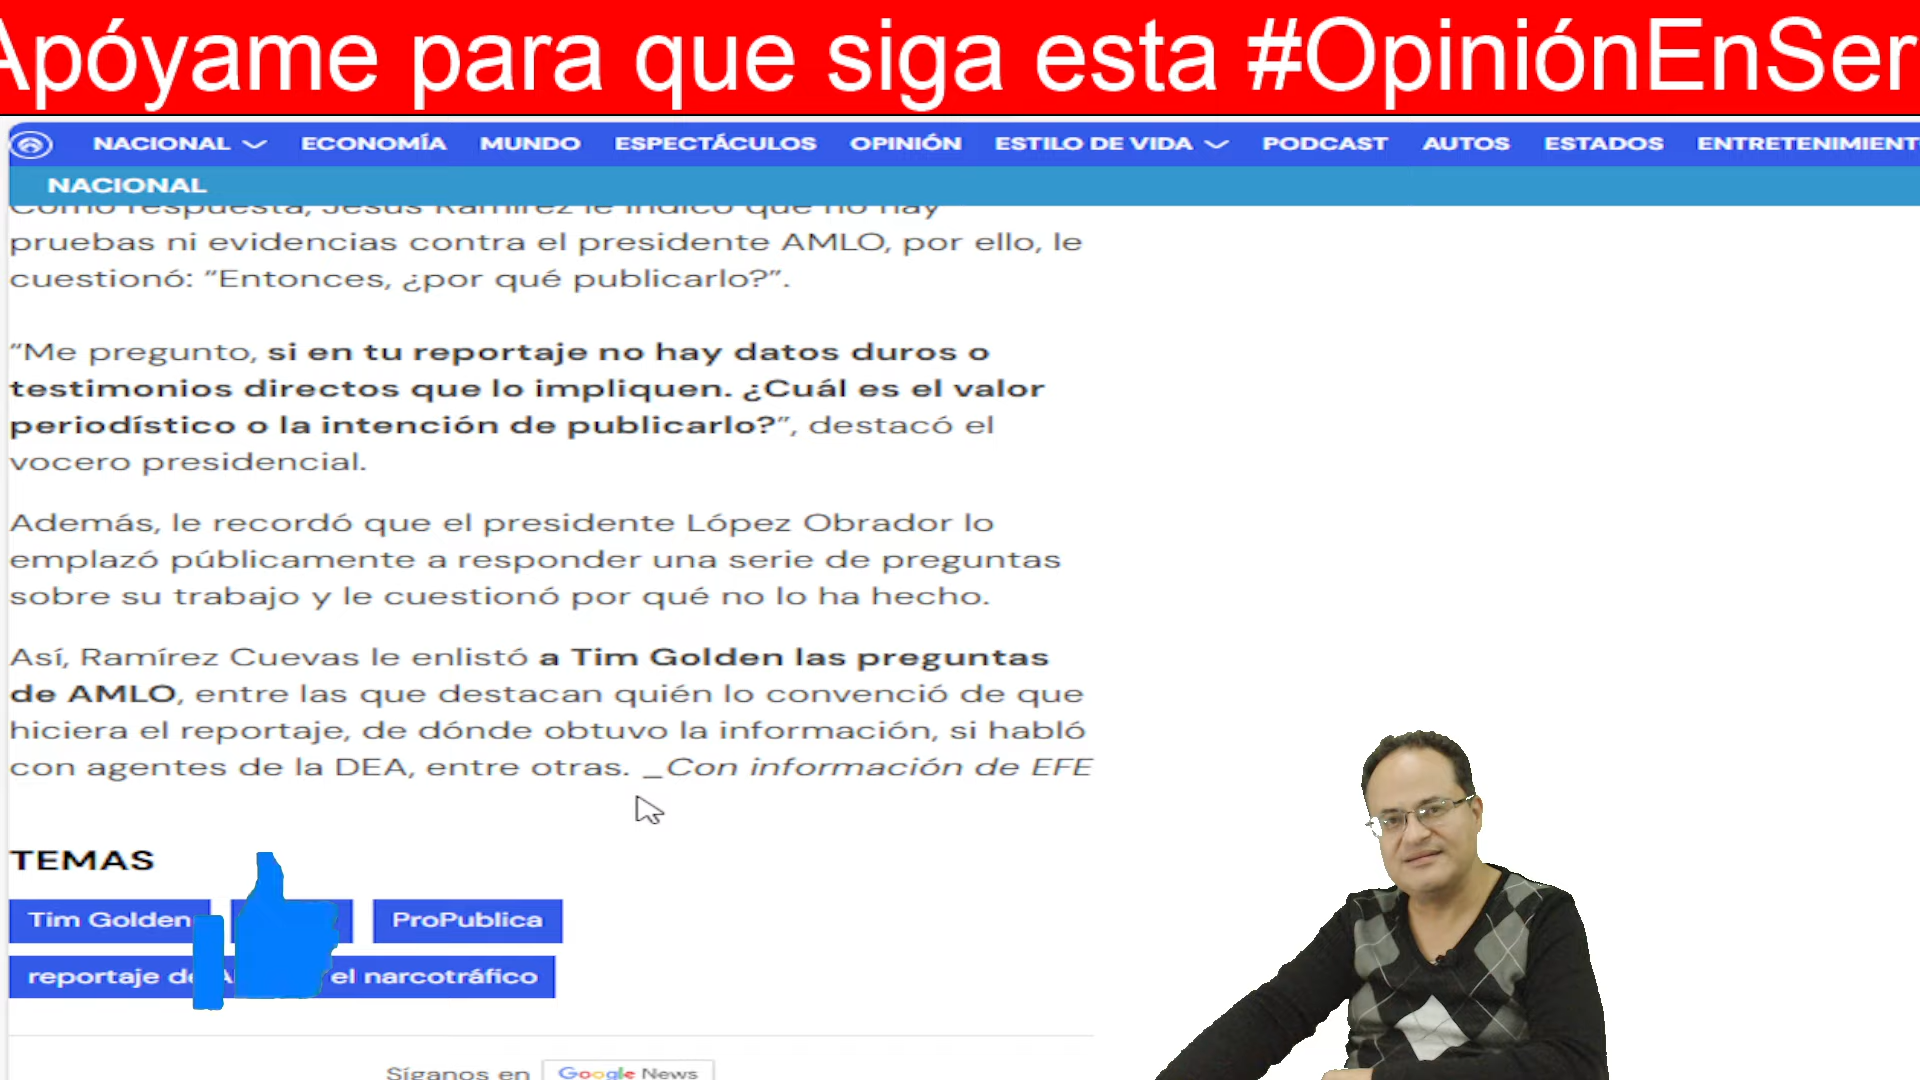 Apóyame para que siga esta #OpiniónEnSer
NACIONAL ECONOMÍA MUNDO ESPECTÁCULOS OPINIÓN ESTILO DE VIDA PODCAST AUTOS ESTADOS ENTRETENIMIENT
NACIONAL
Como respuesta, Jesús Ramírez le indicó que no hay
pruebas ni evidencias contra el presidente AMLO, por ello, le
cuestionó: “Entonces, ¿por qué publicarlo?”.
“Me pregunto, si en tu reportaje no hay datos duros o
testimonios directos que lo impliquen. ¿Cuál es el valor
periodístico o la intención de publicarlo?”, destacó el
vocero presidencial.
Además, le recordó que el presidente López Obrador lo
emplazó públicamente a responder una serie de preguntas
sobre su trabajo y le cuestionó por qué no lo ha hecho.
Así, Ramírez Cuevas le enlistó a Tim Golden las preguntas
de AMLO, entre las que destacan quién lo convenció de que
hiciera el reportaje, de dónde obtuvo la información, si habló
con agentes de la DEA, entre otras. _Con información de EFE
TEMAS
Tim Golden ProPublica
reportaje de el narcotráfico
Síganos en Google News